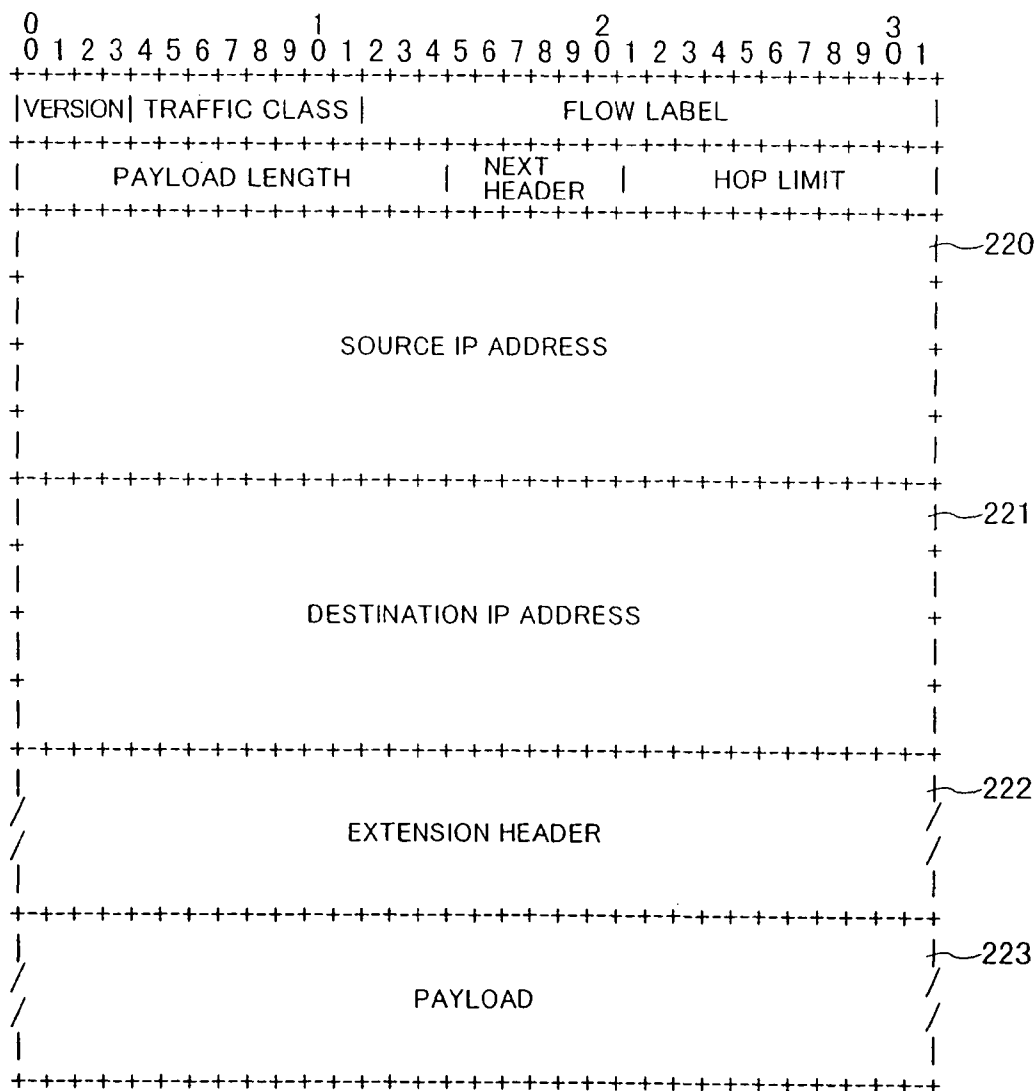 0 1 2 3
0 1 2 3 4 5 6 7 8 9 0 1 2 3 4 5 6 7 8 9 0 1 2 3 4 5 6 7 8 9 0 1
+-+-+-+-+-+-+-+-+-+-+-+-+-+-+-+-+-+-+-+-+-+-+-+-+-+-+-+-+-+-+-+-+
|VERSION| TRAFFIC CLASS | FLOW LABEL |
+-+-+-+-+-+-+-+-+-+-+-+-+-+-+-+-+-+-+-+-+-+-+-+-+-+-+-+-+-+-+-+-+
| PAYLOAD LENGTH | NEXT HEADER | HOP LIMIT |
+-+-+-+-+-+-+-+-+-+-+-+-+-+-+-+-+-+-+-+-+-+-+-+-+-+-+-+-+-+-+-+-+
220
SOURCE IP ADDRESS
+-+-+-+-+-+-+-+-+-+-+-+-+-+-+-+-+-+-+-+-+-+-+-+-+-+-+-+-+-+-+-+-+
221
DESTINATION IP ADDRESS
+-+-+-+-+-+-+-+-+-+-+-+-+-+-+-+-+-+-+-+-+-+-+-+-+-+-+-+-+-+-+-+-+
222
EXTENSION HEADER
+-+-+-+-+-+-+-+-+-+-+-+-+-+-+-+-+-+-+-+-+-+-+-+-+-+-+-+-+-+-+-+-+
223
PAYLOAD
+-+-+-+-+-+-+-+-+-+-+-+-+-+-+-+-+-+-+-+-+-+-+-+-+-+-+-+-+-+-+-+-+